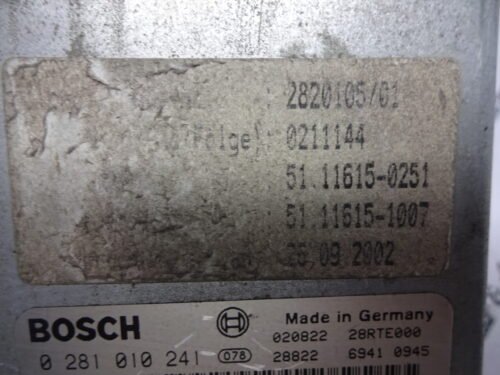 : 2820105/01
Folge): 0211144
51.11615-0251
: 51.11615-1007
26.09.2002
BOSCH Made in Germany
020822 28RTE000
0 281 010 241 078 28822 6941 0945